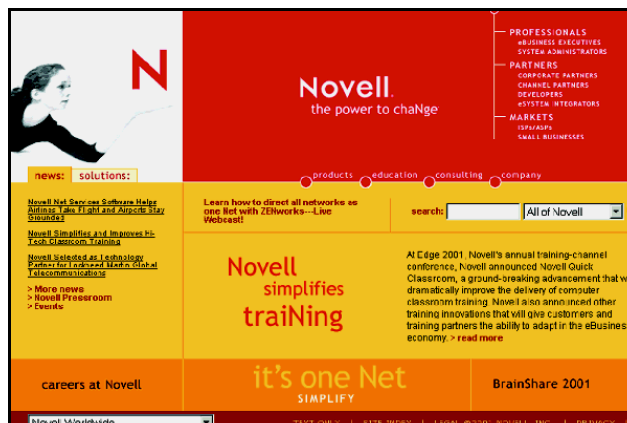 N
Novell.
the power to chaNge
PROFESSIONALS
eBUSINESS EXECUTIVES
SYSTEM ADMINISTRATORS
PARTNERS
CORPORATE PARTNERS
CHANNEL PARTNERS
DEVELOPERS
eSYSTEM INTEGRATORS
MARKETS
ISPs/ASPs
SMALL BUSINESSES
news: solutions:
products education consulting company
Novell Net Services Software Helps
Airlines Take Flight and Airports Stay
Grounded
Novell Simplifies and Improves Hi-
Tech Classroom Training
Novell Selected as Technology
Partner for Lockheed Martin Global
Telecommunications
> More news
> Novell Pressroom
> Events
Learn how to direct all networks as
one Net with ZENworks---Live
Webcast!
search: All of Novell
Novell
simplifies
traiNing
At Edge 2001, Novell's annual training-channel
conference, Novell announced Novell Quick
Classroom, a ground-breaking advancement that w
dramatically improve the delivery of computer
classroom training. Novell also announced other
training innovations that will give customers and
training partners the ability to adapt in the eBusines
economy. > read more
careers at Novell
it's one Net
SIMPLIFY
BrainShare 2001
Novell Worldwide
TEXT ONLY | SITE INDEX | LEGAL ©2001 NOVELL, INC. | PRIVACY